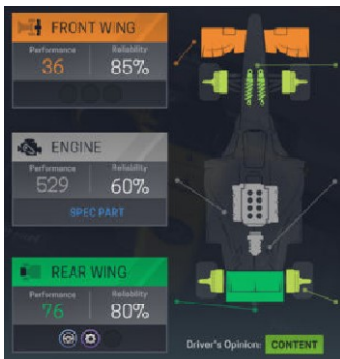 FRONT WING
Performance Reliability
36 85%
ENGINE
Performance Reliability
529 60%
SPEC PART
REAR WING
Performance Reliability
76 80%
Driver's Opinion: CONTENT